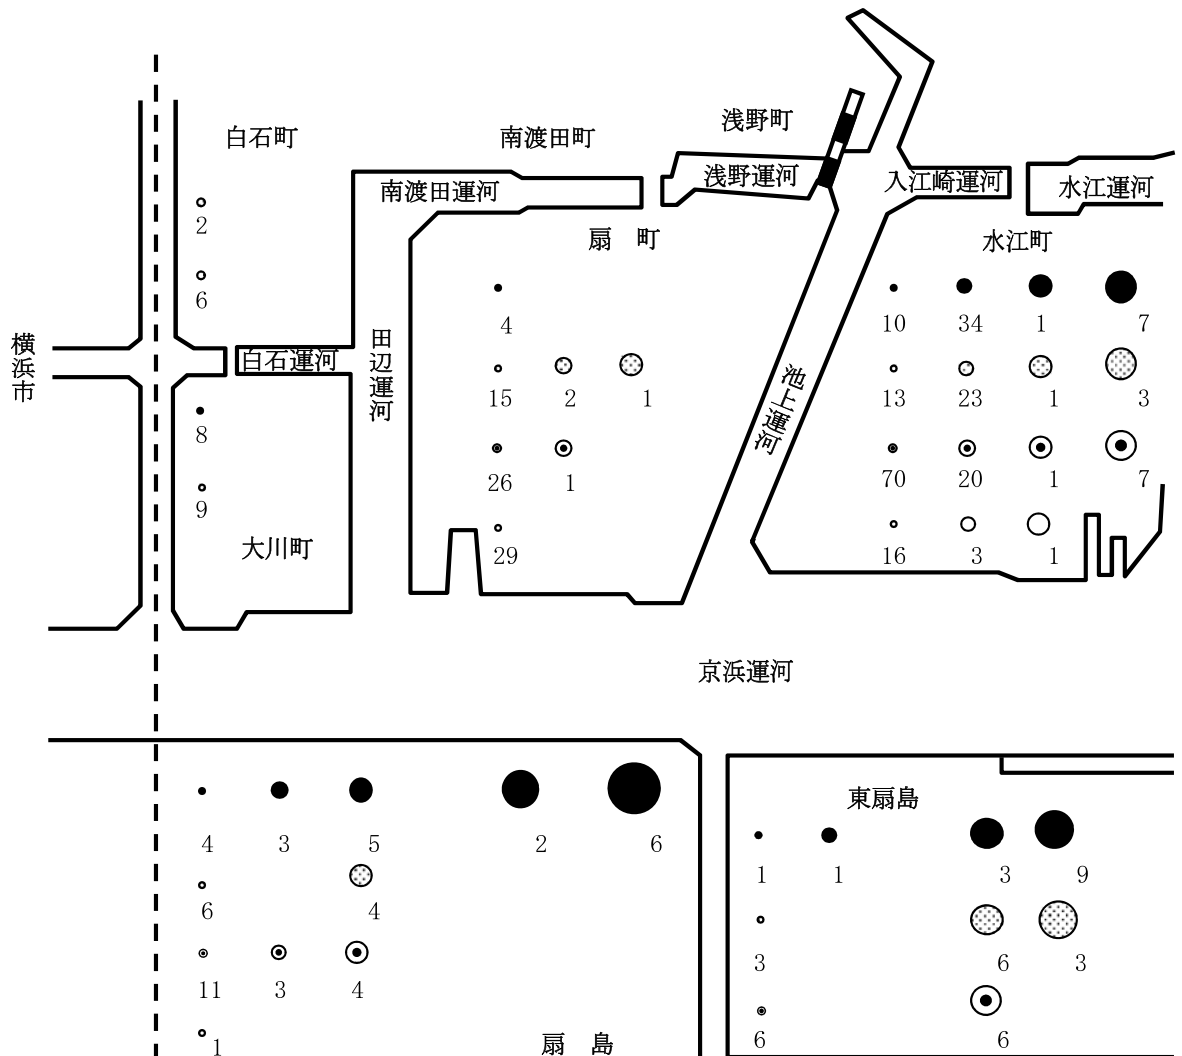 浅野町
白石町
南渡田町
南渡田運河
浅野運河
入江崎運河
水江運河
2
扇 町
水江町
6
4
10 34 1 7
横浜市
白石運河
田辺運河
池上運河
15 2 1
13 23 1 3
8
26 1
70 20 1 7
9
大川町
29
16 3 1
京浜運河
東扇島
4 3 5 2 6
1 1 3 9
6 4
3 6 3
11 3 4
6 6
1
扇 島